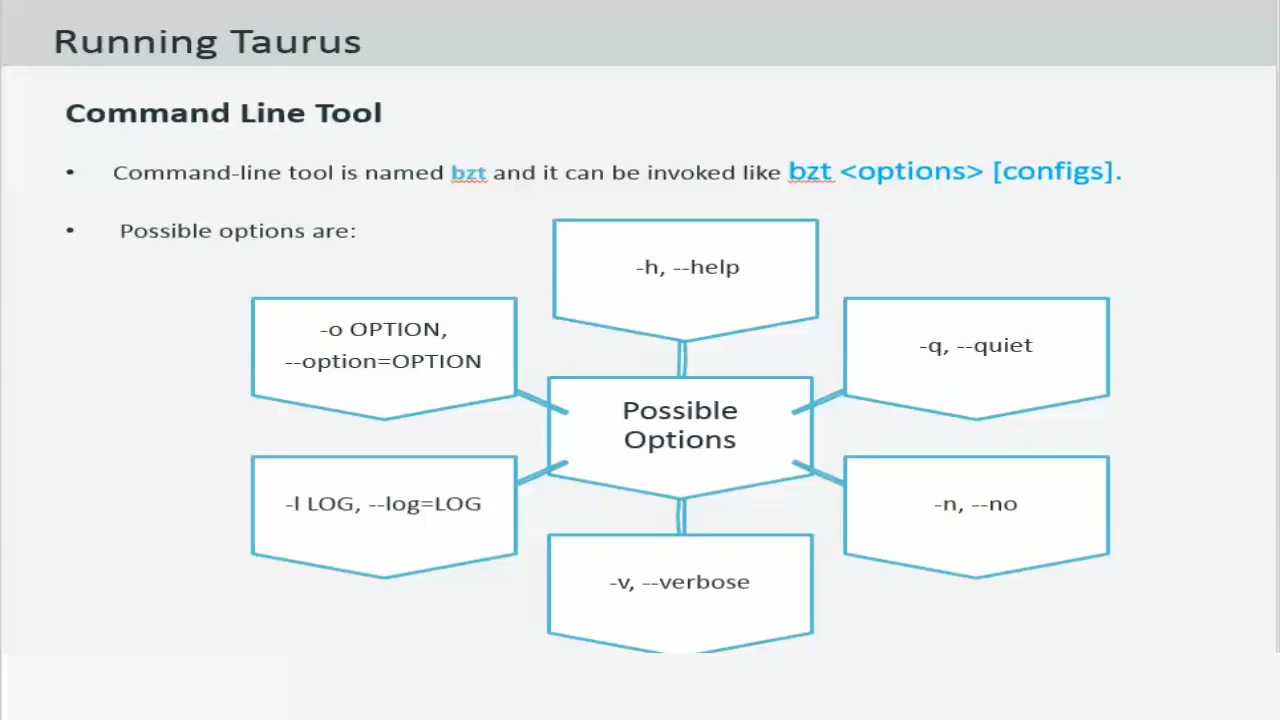 Running Taurus
Command Line Tool
• Command-line tool is named bzt and it can be invoked like bzt <options> [configs].
• Possible options are:
-h, --help
-o OPTION,
--option=OPTION
-q, --quiet
Possible
Options
-l LOG, --log=LOG
-n, --no
-v, --verbose